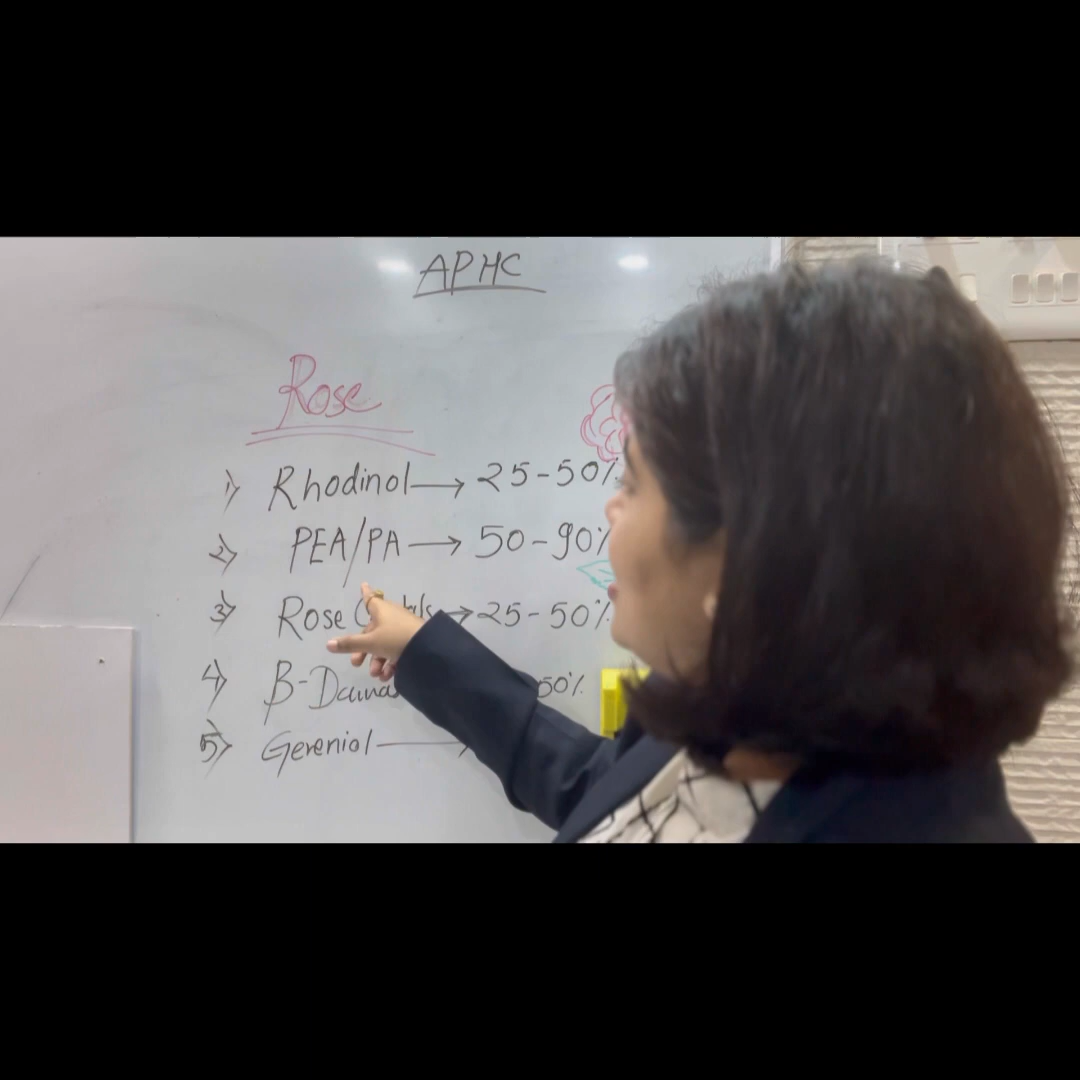 APHC
Rose
1) Rhodinol → 25-50%
2) PEA/PA → 50-90%
3) Rose → 25-50%
4) 50%
5) Gereniol →